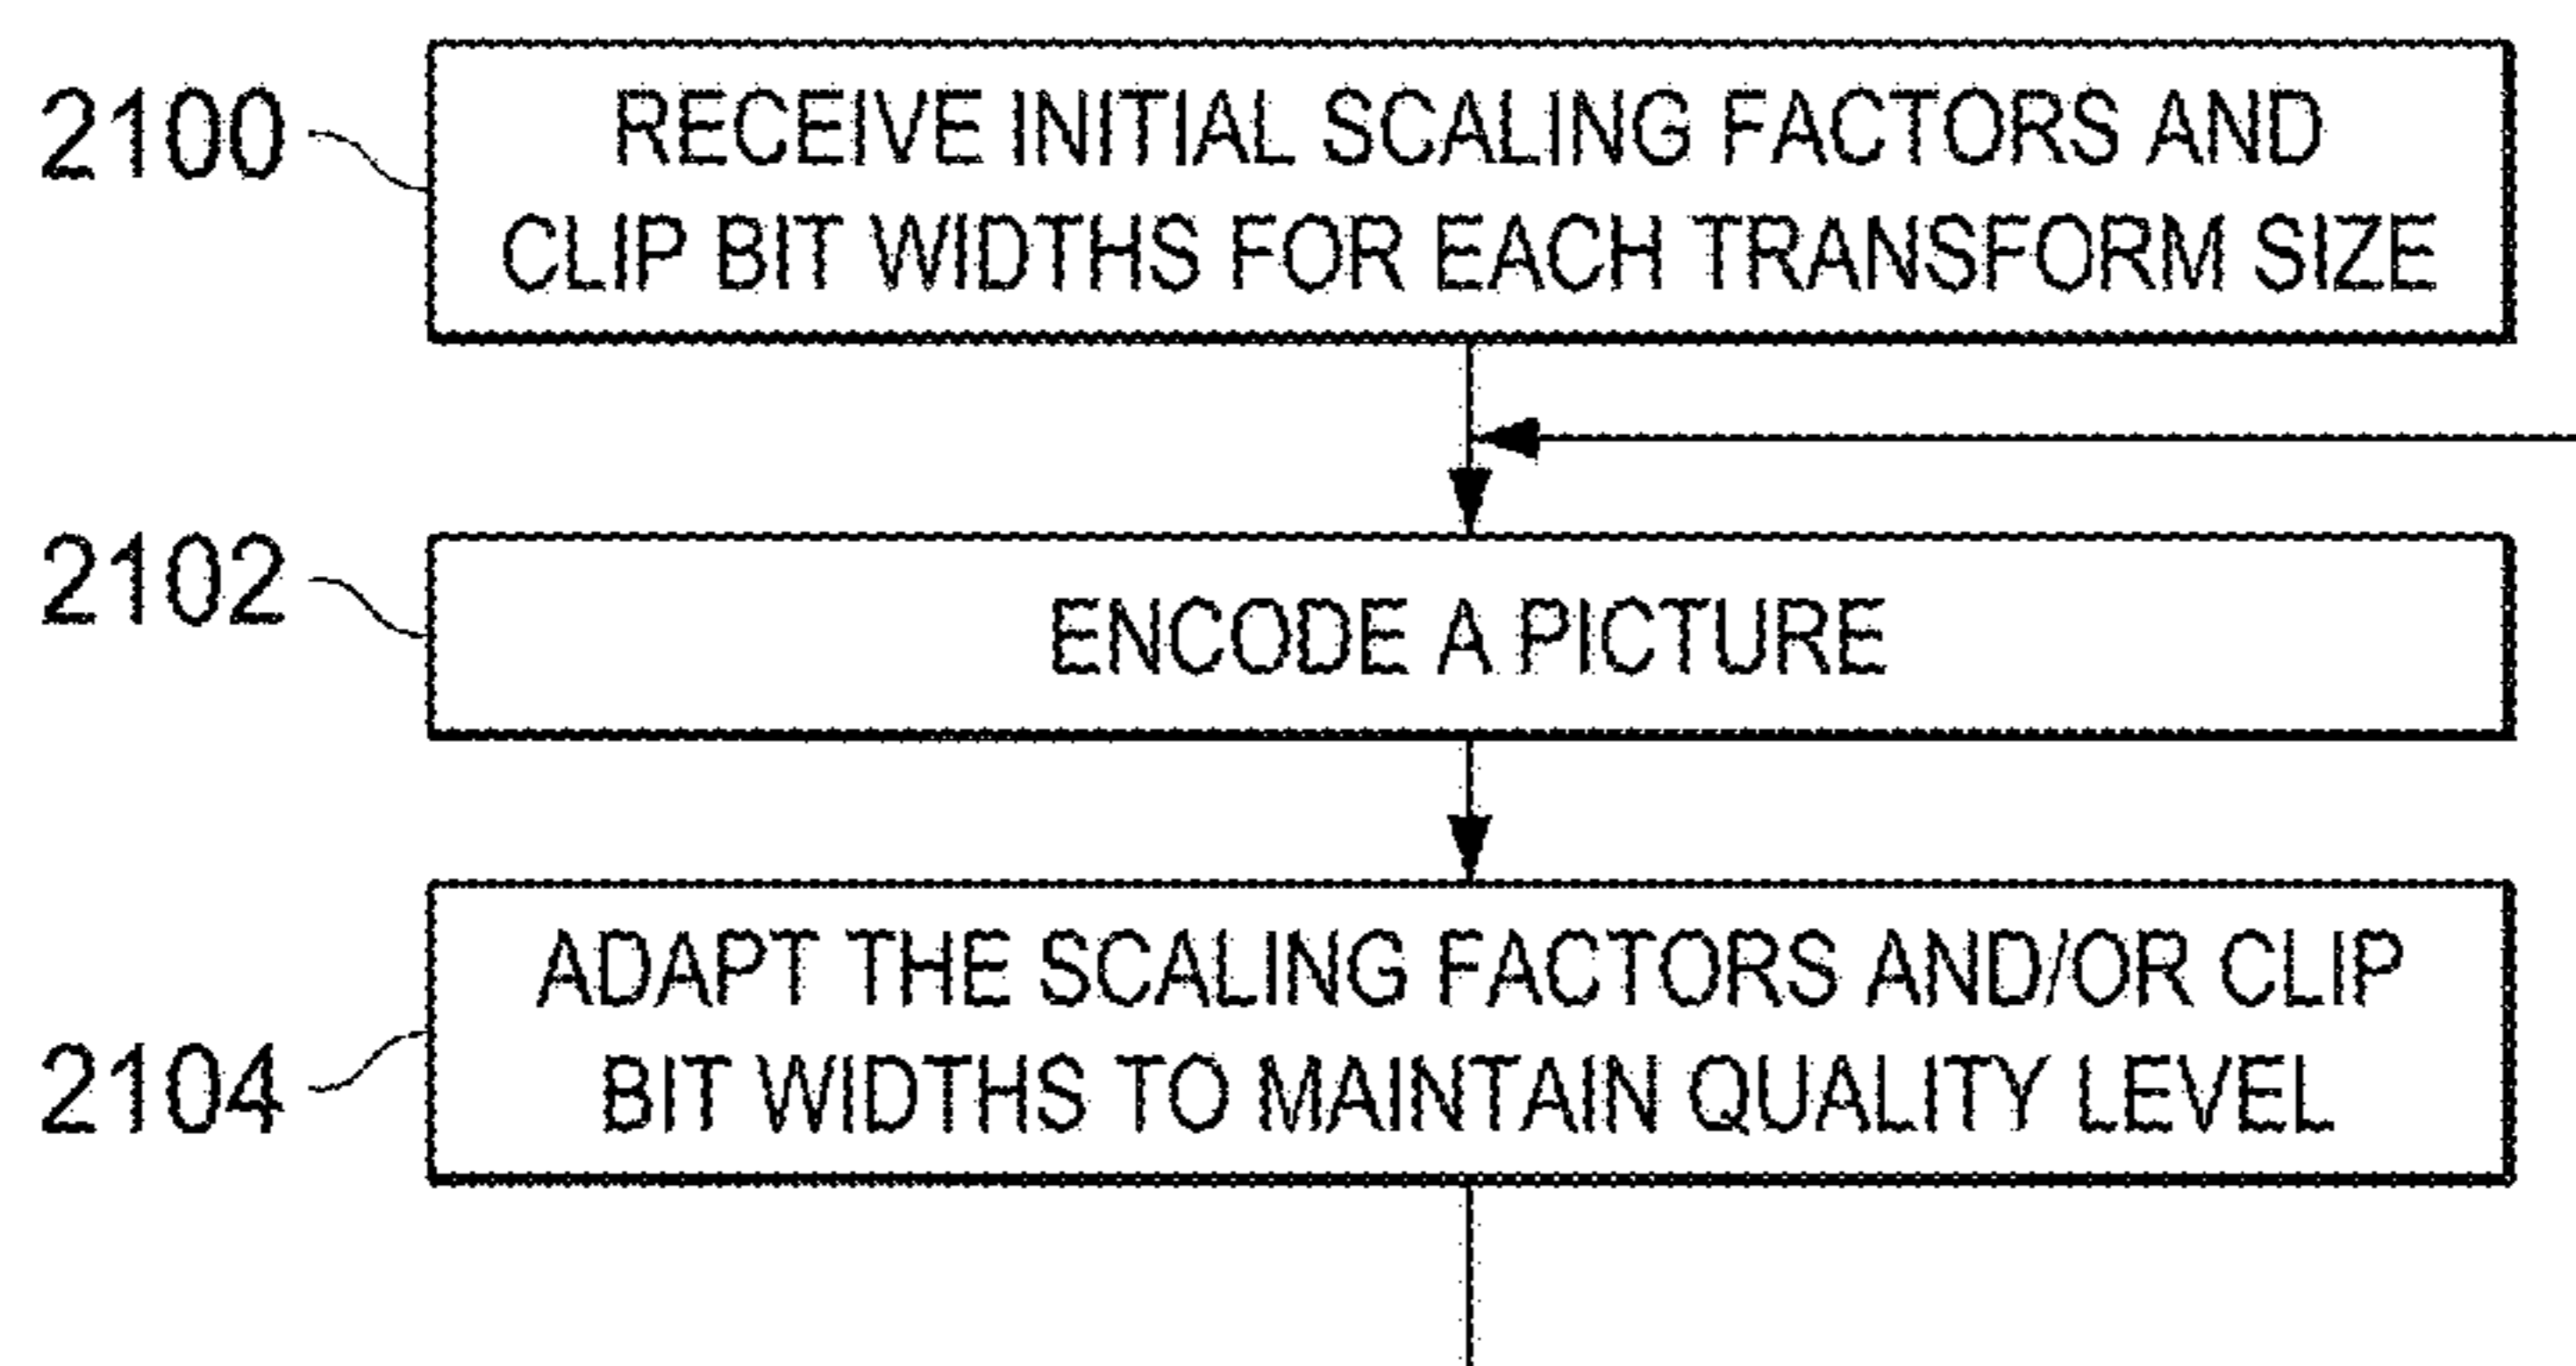 2100
RECEIVE INITIAL SCALING FACTORS AND
CLIP BIT WIDTHS FOR EACH TRANSFORM SIZE
2102
ENCODE A PICTURE
2104
ADAPT THE SCALING FACTORS AND/OR CLIP
BIT WIDTHS TO MAINTAIN QUALITY LEVEL